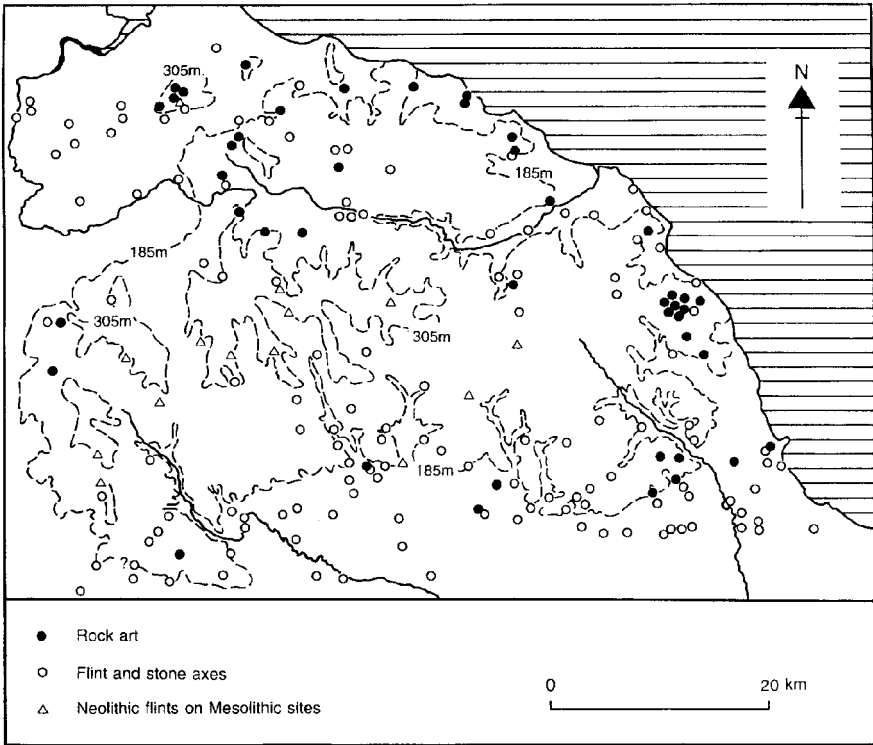 N
305m.
185m
185m
305m
305m
185m
?
Rock art
Flint and stone axes
Neolithic flints on Mesolithic sites
0 20 km